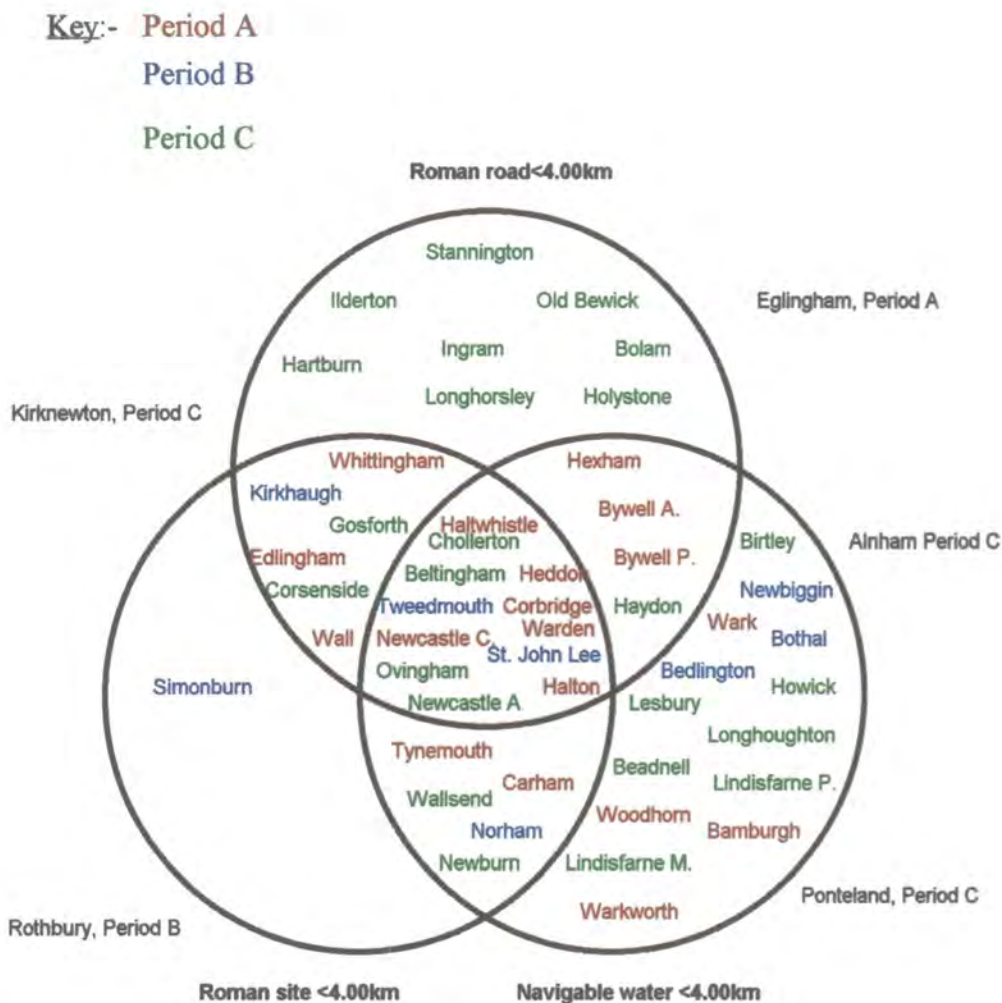 Key:- Period A
Period B
Period C
Roman road<4.00km
Stannington
Ilderton
Old Bewick
Eglingham, Period A
Ingram
Bolam
Hartburn
Longhorsley
Holystone
Kirknewton, Period C
Whittingham
Hexham
Kirkhaugh
Bywell A.
Gosforth
Haltwhistle
Chollerton
Birtley
Alnham Period C
Edlingham
Bywell P.
Beltingham
Heddon
Corsenside
Newbiggin
Tweedmouth
Corbridge
Haydon
Wark
Warden
Wall
Newcastle C.
Bothal
St. John Lee
Ovingham
Bedlington
Simonburn
Halton
Howick
Newcastle A
Lesbury
Longhoughton
Tynemouth
Beadnell
Carham
Lindisfarne P.
Wallsend
Woodhorn
Norham
Bamburgh
Newburn
Lindisfarne M.
Ponteland, Period C
Warkworth
Rothbury, Period B
Roman site <4.00km
Navigable water <4.00km